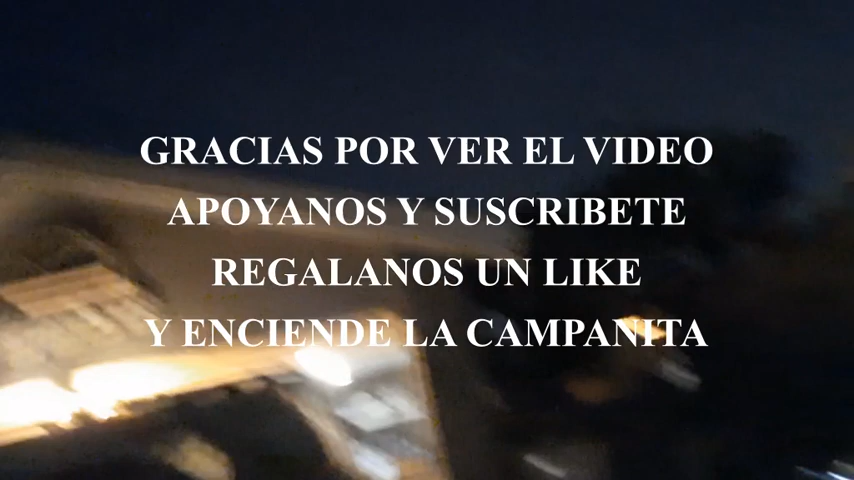 GRACIAS POR VER EL VIDEO
APOYANOS Y SUSCRIBETE
REGALANOS UN LIKE
Y ENCIENDE LA CAMPANITA